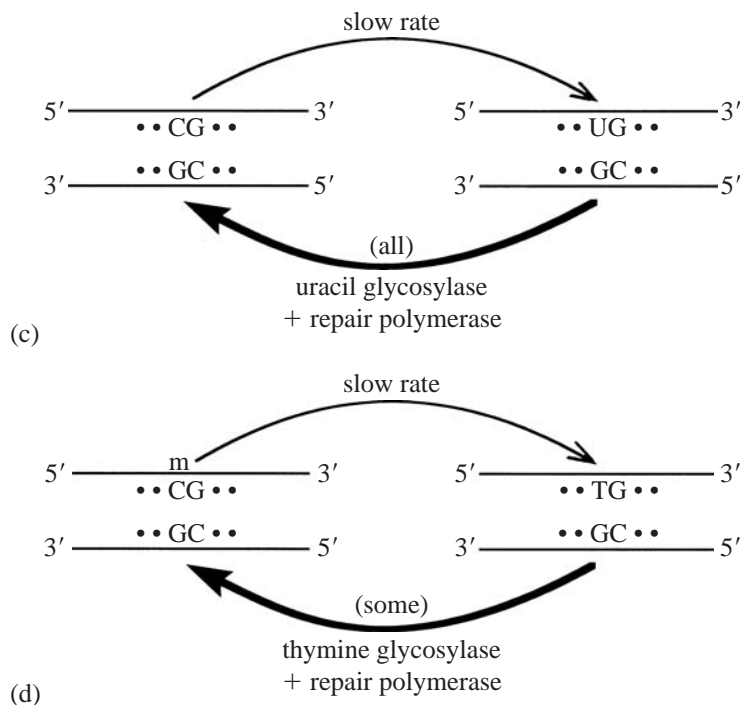 slow rate
5′ 3′ 5′ 3′
•• CG •• •• UG ••
•• GC •• •• GC ••
3′ 5′ 3′ 5′
(all)
uracil glycosylase
+ repair polymerase
(c)
slow rate
m
5′ 3′ 5′ 3′
•• CG •• •• TG ••
•• GC •• •• GC ••
3′ 5′ 3′ 5′
(some)
thymine glycosylase
+ repair polymerase
(d)